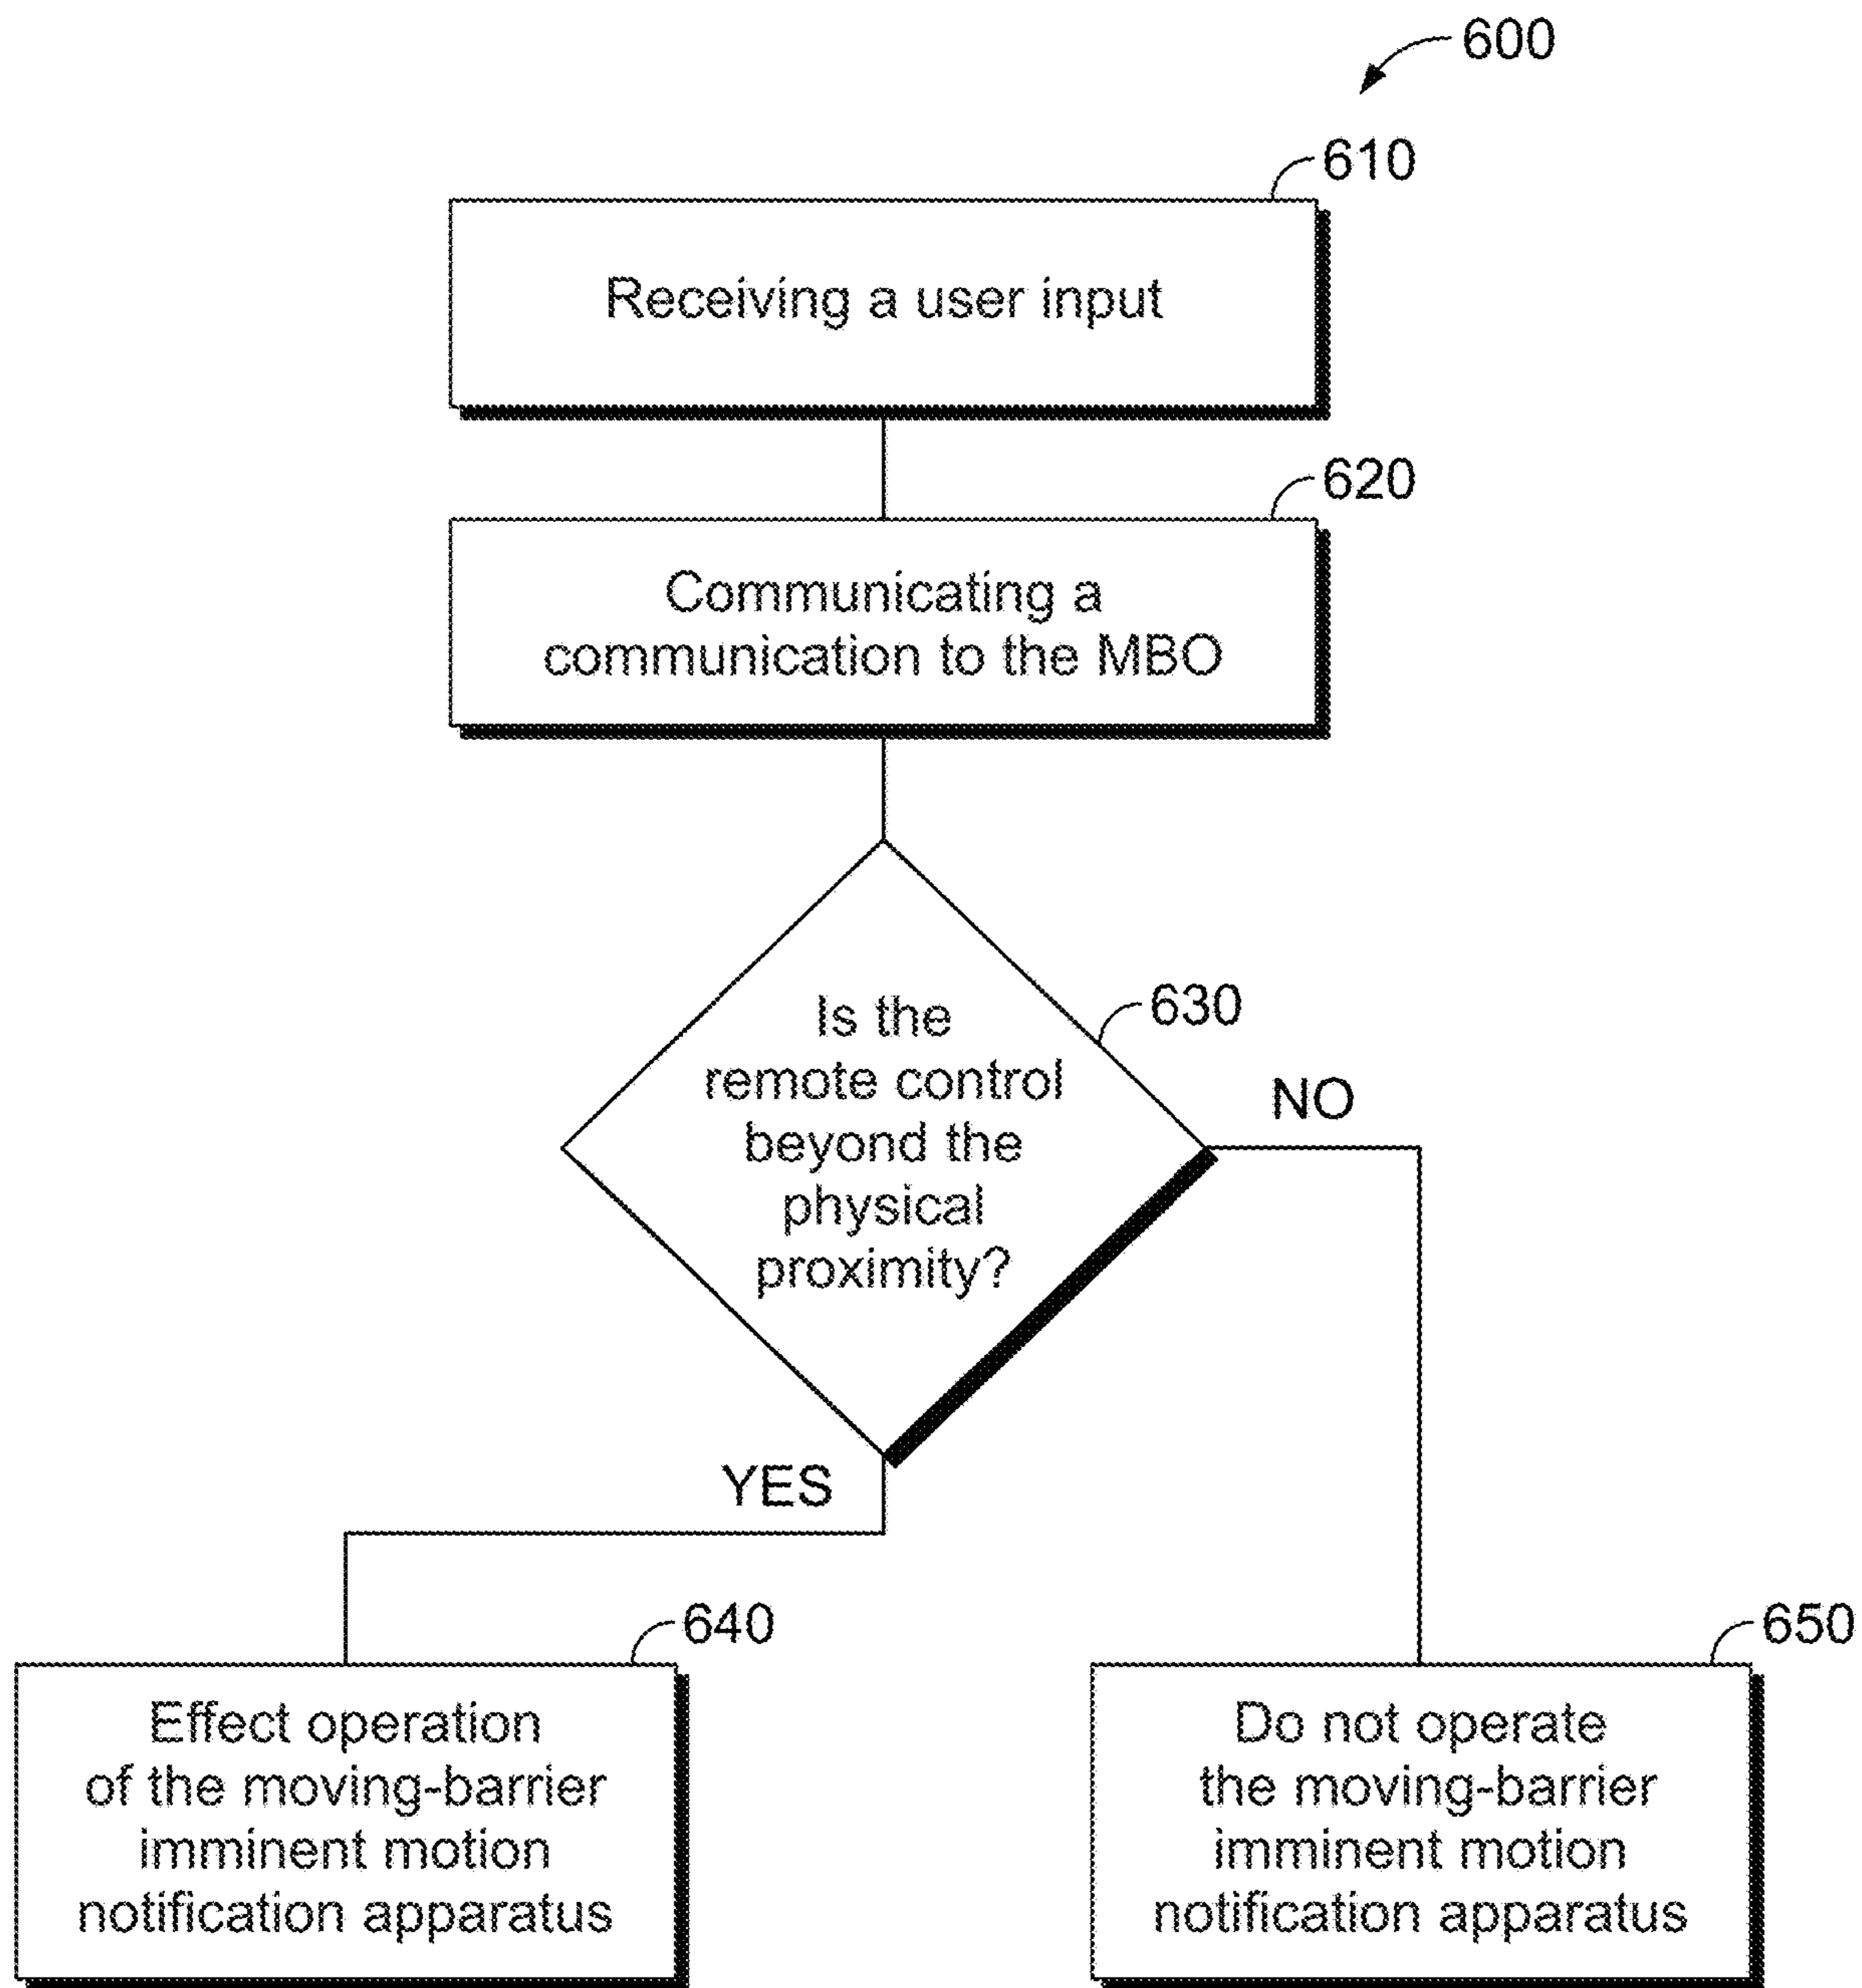 600
610
Receiving a user input
620
Communicating a
communication to the MBO
630
Is the
remote control
beyond the
physical
proximity?
NO
YES
640
Effect operation
of the moving-barrier
imminent motion
notification apparatus
650
Do not operate
the moving-barrier
imminent motion
notification apparatus